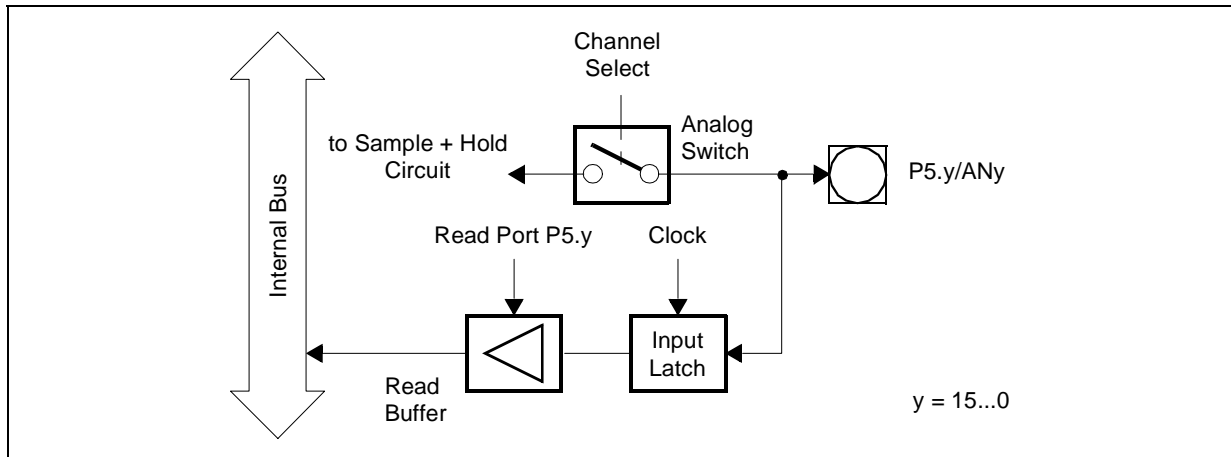 Channel
Select
to Sample + Hold
Circuit
Analog
Switch
P5.y/ANy
Internal Bus
Read Port P5.y
Clock
Input
Latch
Read
Buffer
y = 15...0